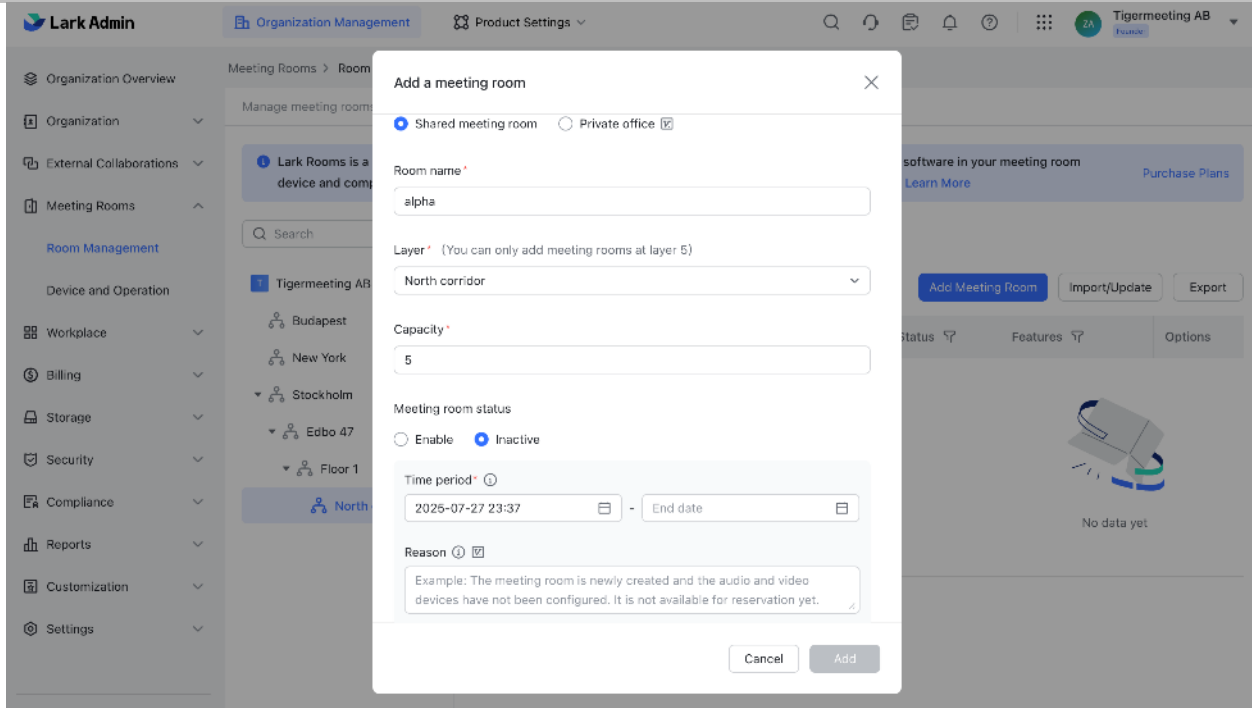 Lark Admin
Organization Management
Product Settings
ZA
Tigermeeting AB
Founder
Organization Overview
Organization
External Collaborations
Meeting Rooms
Room Management
Device and Operation
Workplace
Billing
Storage
Security
Compliance
Reports
Customization
Settings
Meeting Rooms > Room
Manage meeting rooms
Lark Rooms is a
device and comp
software in your meeting room
Learn More
Purchase Plans
Search
T Tigermeeting AB
Budapest
New York
Stockholm
Edbo 47
Floor 1
North
Add Meeting Room
Import/Update
Export
Status
Features
Options
No data yet
Add a meeting room
Shared meeting room
Private office
Room name*
alpha
Layer* (You can only add meeting rooms at layer 5)
North corridor
Capacity*
5
Meeting room status
Enable
Inactive
Time period*
2025-07-27 23:37 - End date
Reason
Example: The meeting room is newly created and the audio and video
devices have not been configured. It is not available for reservation yet.
Cancel
Add